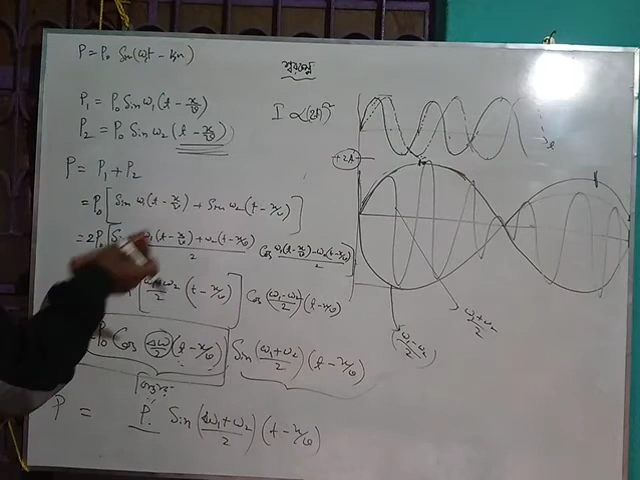 P = P₀ Sin(ωt − kx)
স্বরকম্প
P₁ = P₀ Sin ω₁(t − x/v)
P₂ = P₀ Sin ω₂(t − x/v)
I ∝ (2A)²
P = P₁ + P₂
= P₀ [Sin ω₁(t − x/v) + Sin ω₂(t − x/v)]
= 2P₀ [Sin ω₁(t − x/v) + ω₂(t − x/v) / 2 Cos ω₁(t − x/v) − ω₂(t − x/v) / 2]
ω₂/2 (t − x/v)] Cos (ω₁ − ω₂ / 2)(t − x/v)
P₀ Cos Δω/2 (t − x/v) Sin (ω₁ + ω₂ / 2)(t − x/v)
P = P. Sin (ω₁ + ω₂ / 2)(t − x/v)
t
+2A
ω₁ + ω₂ / 2
(ω₁ − ω₂ / 2)